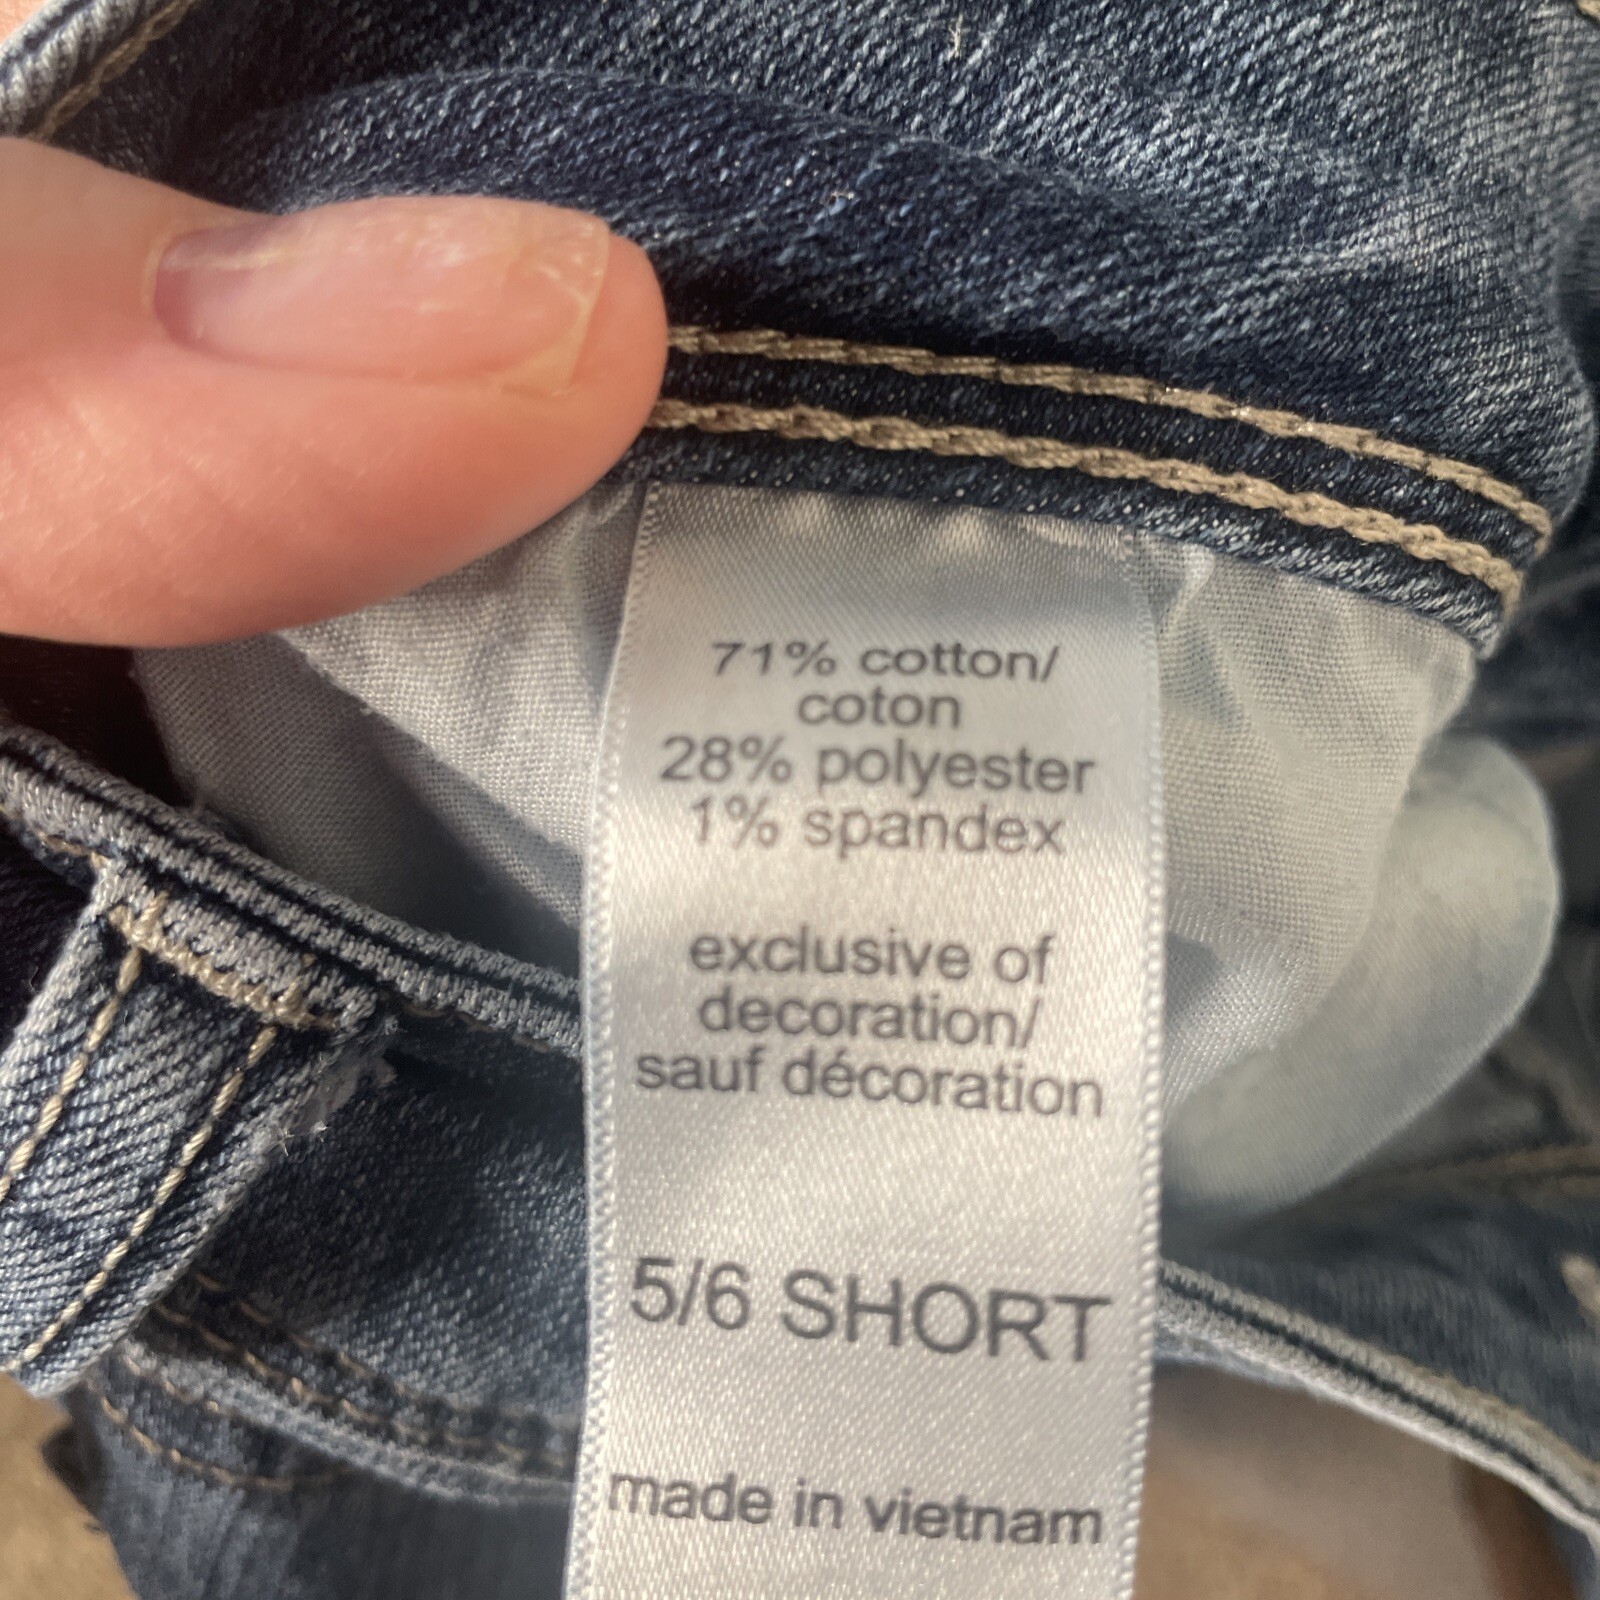 71% cotton/
coton
28% polyester
1% spandex
exclusive of
decoration/
sauf décoration
5/6 SHORT
made in vietnam